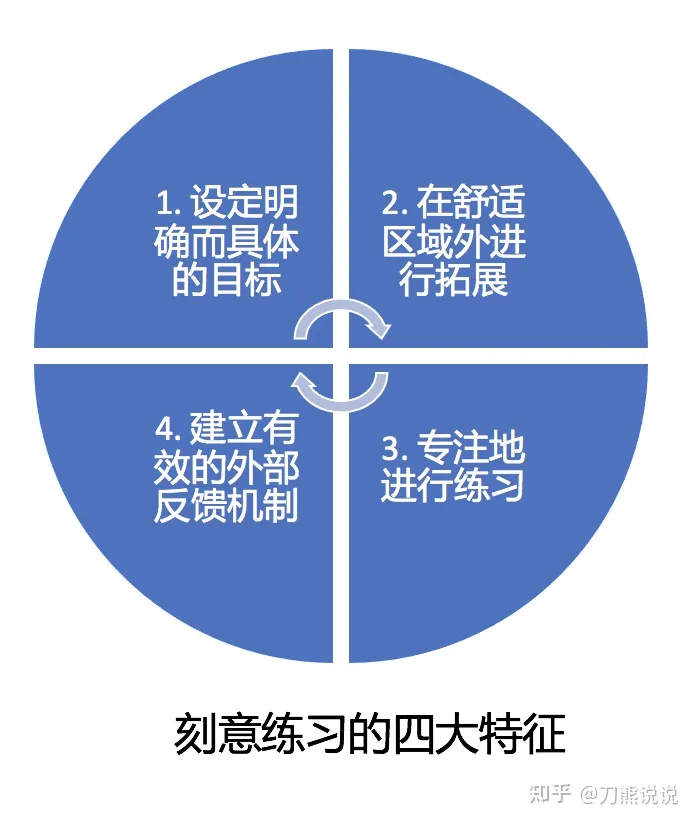 1. 设定明
确而具体
的目标
2. 在舒适
区域外进
行拓展
3. 专注地
进行练习
4. 建立有
效的外部
反馈机制
刻意练习的四大特征
知乎 @刀熊说说